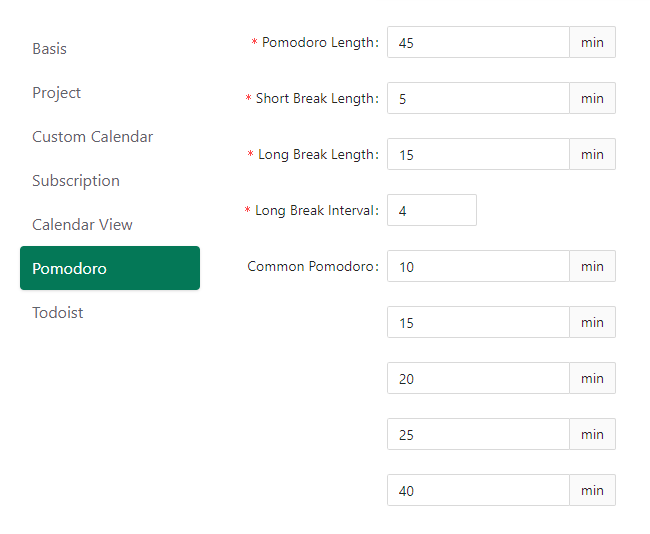 Basis
Project
Custom Calendar
Subscription
Calendar View
Pomodoro
Todoist
* Pomodoro Length: 45 min
* Short Break Length: 5 min
* Long Break Length: 15 min
* Long Break Interval: 4
Common Pomodoro: 10 min
15 min
20 min
25 min
40 min